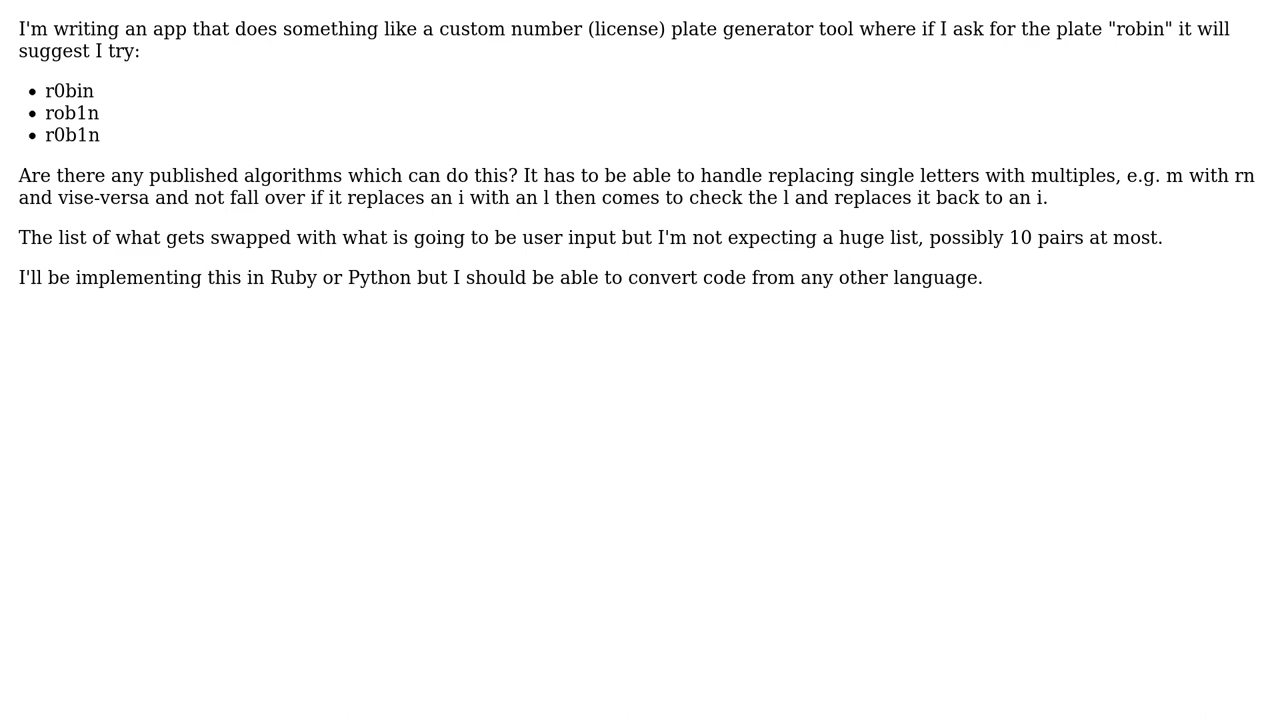 I'm writing an app that does something like a custom number (license) plate generator tool where if I ask for the plate "robin" it will
suggest I try:
• r0bin
• rob1n
• r0b1n
Are there any published algorithms which can do this? It has to be able to handle replacing single letters with multiples, e.g. m with rn
and vise-versa and not fall over if it replaces an i with an l then comes to check the l and replaces it back to an i.
The list of what gets swapped with what is going to be user input but I'm not expecting a huge list, possibly 10 pairs at most.
I'll be implementing this in Ruby or Python but I should be able to convert code from any other language.